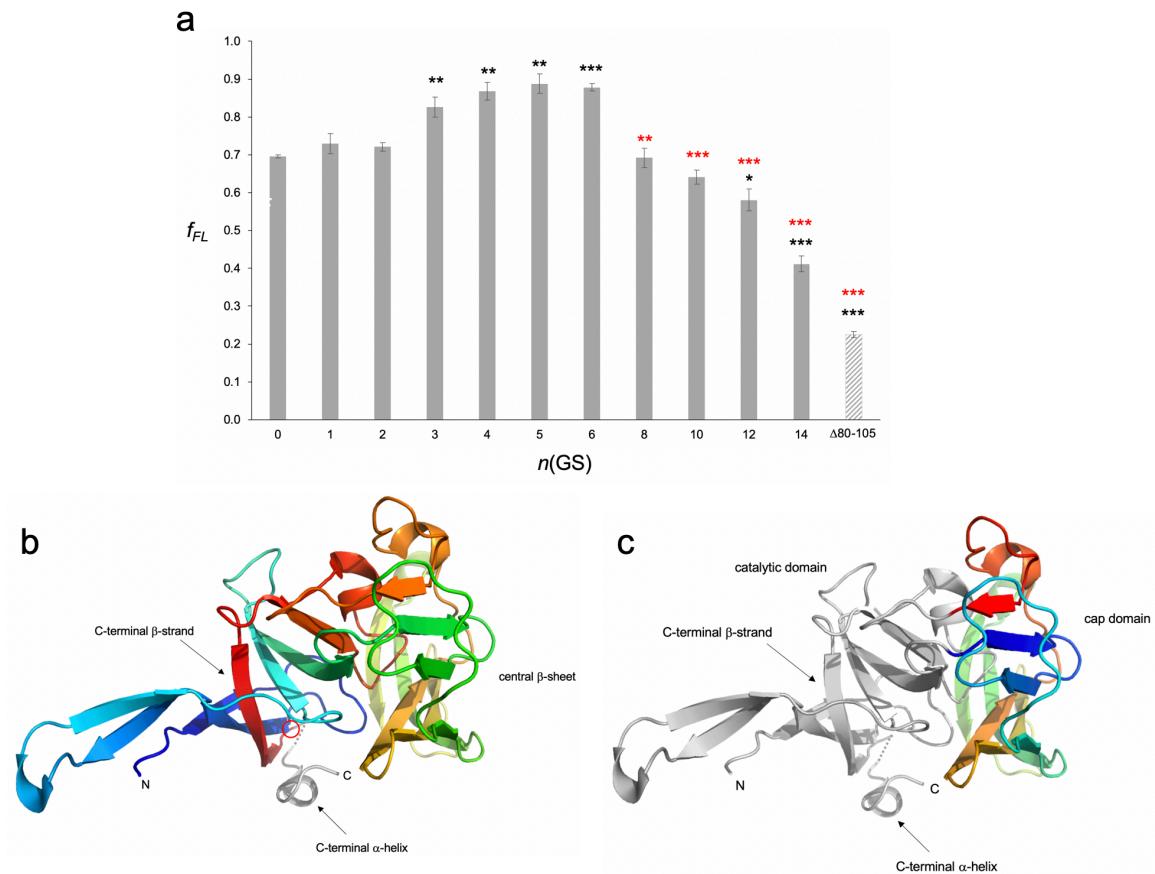 a
1.0
0.9
0.8
0.7
0.6
0.5
0.4
0.3
0.2
0.1
0.0
f_FL
** ** ** ***
** *** *** *
*** ***
*** ***
0 1 2 3 4 5 6 8 10 12 14 Δ80-105
n(GS)
b
C-terminal β-strand
central β-sheet
N
C
C-terminal α-helix
c
catalytic domain
C-terminal β-strand
cap domain
N
C
C-terminal α-helix